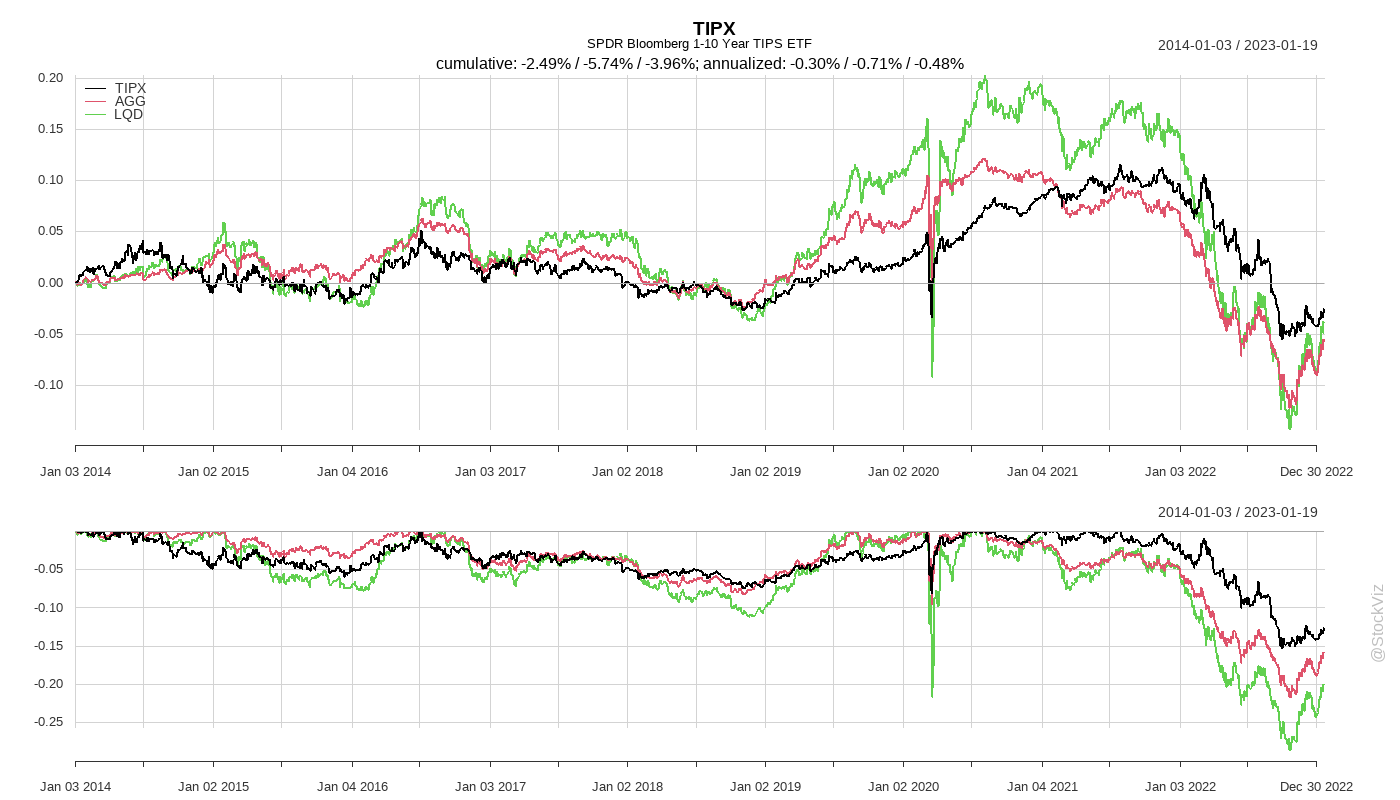 TIPX
SPDR Bloomberg 1-10 Year TIPS ETF
2014-01-03 / 2023-01-19
cumulative: -2.49% / -5.74% / -3.96%; annualized: -0.30% / -0.71% / -0.48%
0.20
TIPX
AGG
LQD
0.15
0.10
0.05
0.00
-0.05
-0.10
Jan 03 2014 Jan 02 2015 Jan 04 2016 Jan 03 2017 Jan 02 2018 Jan 02 2019 Jan 02 2020 Jan 04 2021 Jan 03 2022 Dec 30 2022
2014-01-03 / 2023-01-19
-0.05
-0.10
-0.15
-0.20
-0.25
Jan 03 2014 Jan 02 2015 Jan 04 2016 Jan 03 2017 Jan 02 2018 Jan 02 2019 Jan 02 2020 Jan 04 2021 Jan 03 2022 Dec 30 2022
@StockViz